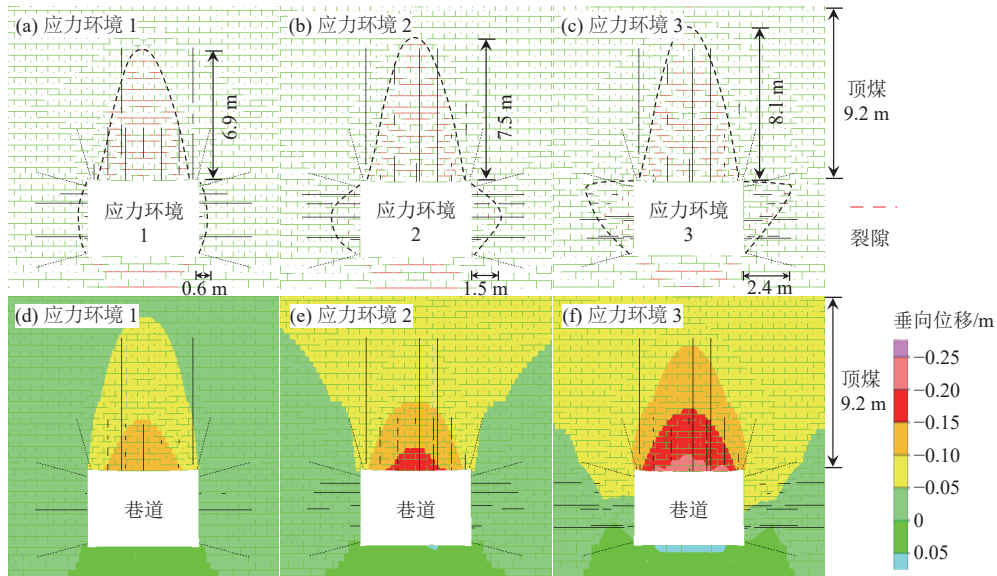 (a) 应力环境 1
(b) 应力环境 2
(c) 应力环境 3
6.9 m
7.5 m
8.1 m
顶煤
9.2 m
应力环境
1
应力环境
2
应力环境
3
裂隙
0.6 m
1.5 m
2.4 m
(d) 应力环境 1
(e) 应力环境 2
(f) 应力环境 3
垂向位移/m
−0.25
−0.20
−0.15
−0.10
−0.05
0
0.05
顶煤
9.2 m
巷道
巷道
巷道